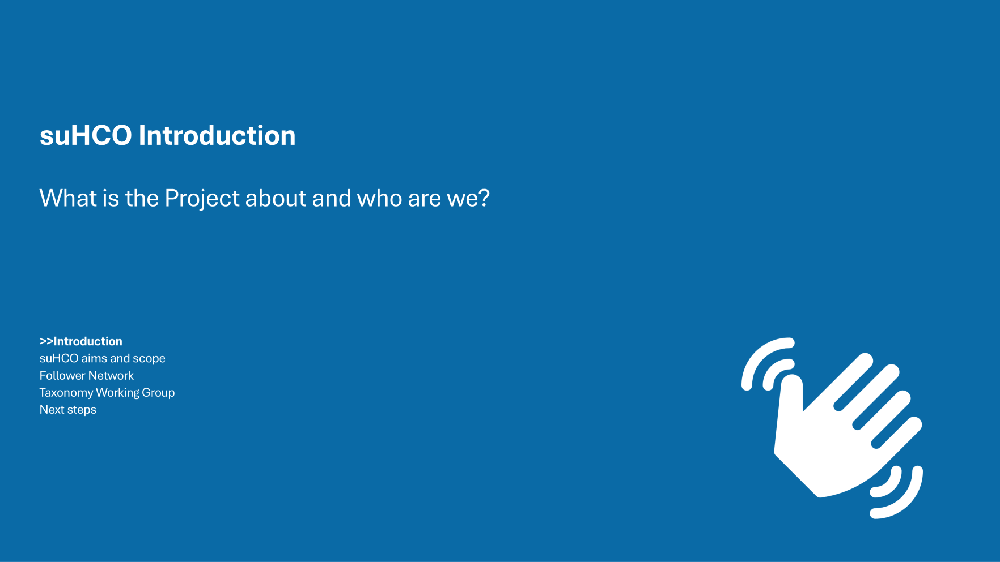 suHCO Introduction
What is the Project about and who are we?
>>Introduction
suHCO aims and scope
Follower Network
Taxonomy Working Group
Next steps